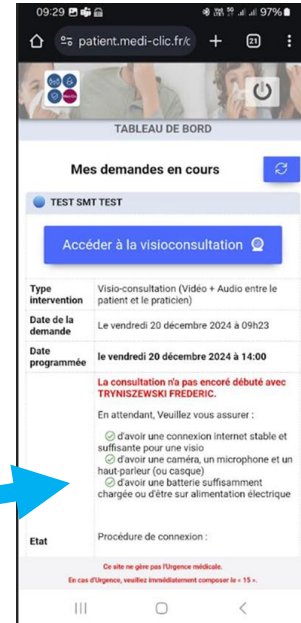 09:29
97%
patient.medi-clic.fr/c
21
TABLEAU DE BORD
Mes demandes en cours
TEST SMT TEST
Accéder à la visioconsultation
Type intervention
Visio-consultation (Vidéo + Audio entre le
patient et le praticien)
Date de la demande
Le vendredi 20 décembre 2024 à 09h23
Date programmée
le vendredi 20 décembre 2024 à 14:00
La consultation n'a pas encoré débuté avec
TRYNISZEWSKI FREDERIC.
En attendant, Veuillez vous assurer :
d'avoir une connexion internet stable et
suffisante pour une visio
d'avoir une caméra, un microphone et un
haut-parleur (ou casque)
d'avoir une batterie suffisamment
chargée ou d'être sur alimentation électrique
Etat
Procédure de connexion :
Ce site ne gère pas l'Urgence médicale.
En cas d'Urgence, veuillez immédiatement composer le « 15 ».